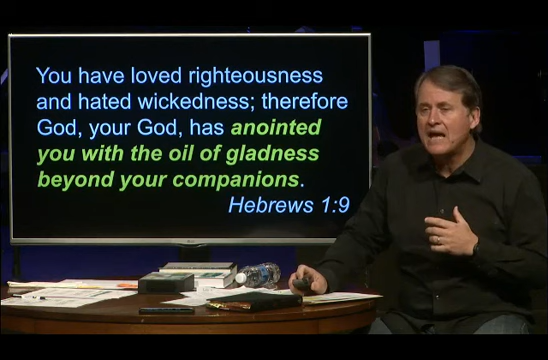 You have loved righteousness
and hated wickedness; therefore
God, your God, has anointed
you with the oil of gladness
beyond your companions.
Hebrews 1:9